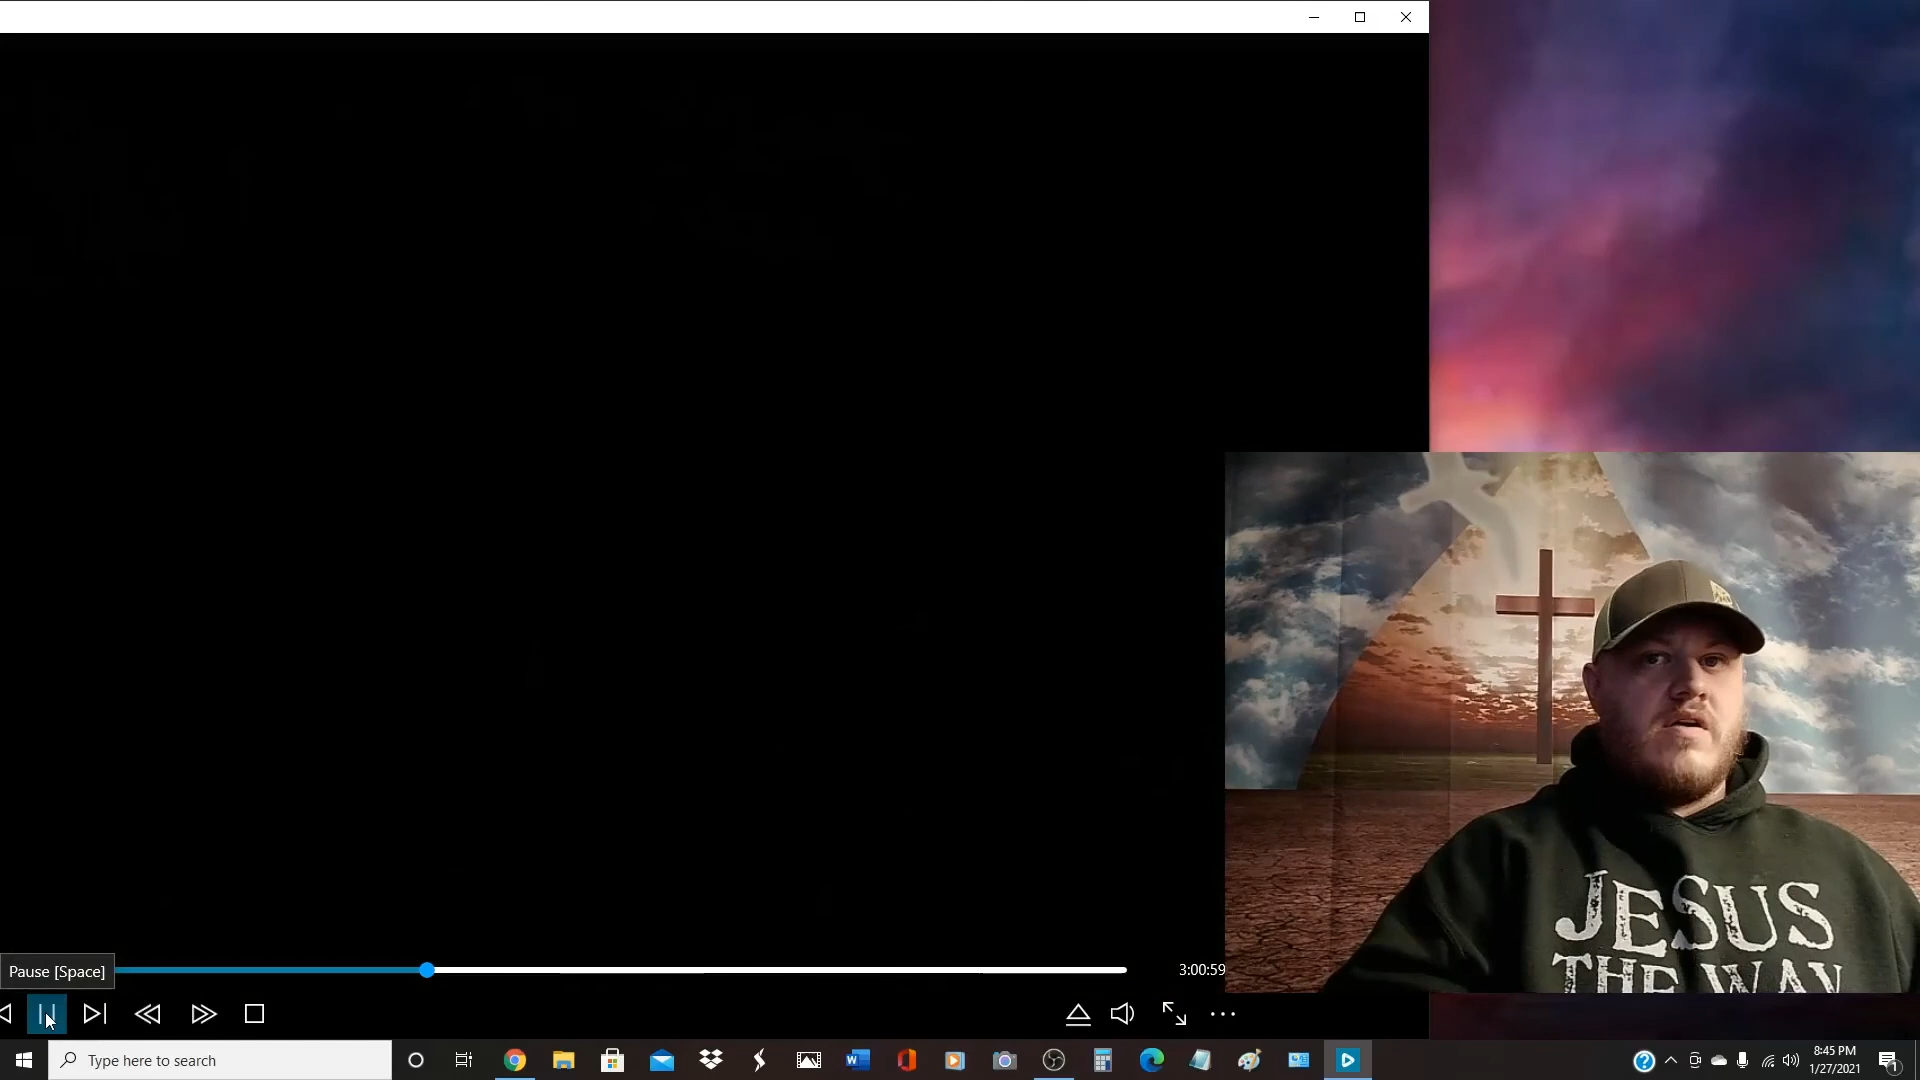 Pause [Space]
3:00:59
JESUS
THE WAY
Type here to search
8:45 PM
1/27/2021